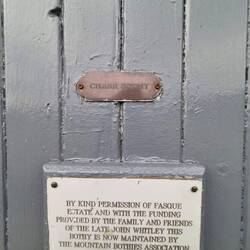 CHARR BOTHY
BY KIND PERMISSION OF FASQUE
ESTATE AND WITH THE FUNDING
PROVIDED BY THE FAMILY AND FRIENDS
OF THE LATE JOHN WHITLEY THIS
BOTHY IS NOW MAINTAINED BY
THE MOUNTAIN BOTHIES ASSOCIATION